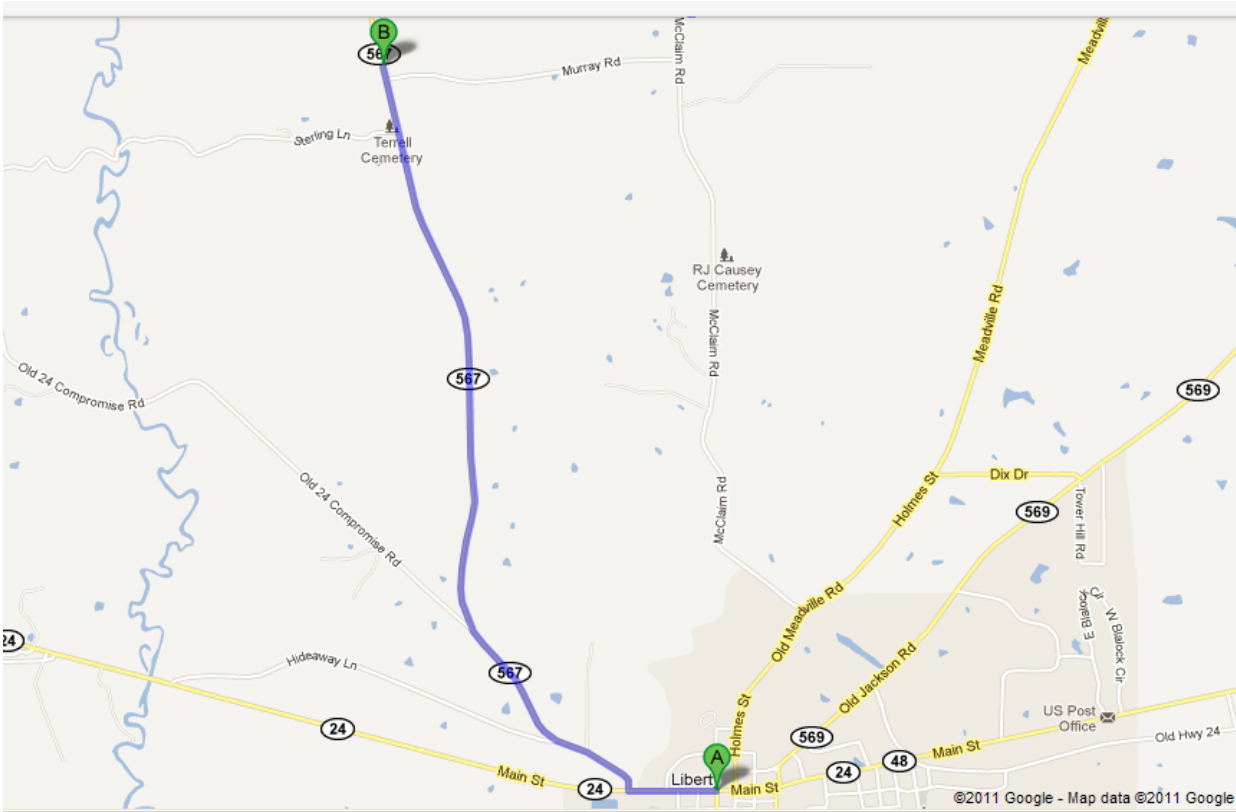 B
567
McClaim Rd
Meadville
Murray Rd
McClaim Rd
Sterling Ln
Terrell
Cemetery
RJ Causey
Cemetery
Meadville Rd
McClaim Rd
Old 24 Compromise Rd
567
569
Old 24 Compromise Rd
McClaim Rd
Holmes St
Dix Dr
569
Tower Hill Rd
Old Meadville Rd
E Blalock
Cir
W Blalock Cir
24
Hideaway Ln
567
Old Jackson Rd
US Post
Office
24
Holmes St
569
Main St
Old Hwy 24
A
48
24
Main St
24
Libert
Main St
©2011 Google - Map data ©2011 Google